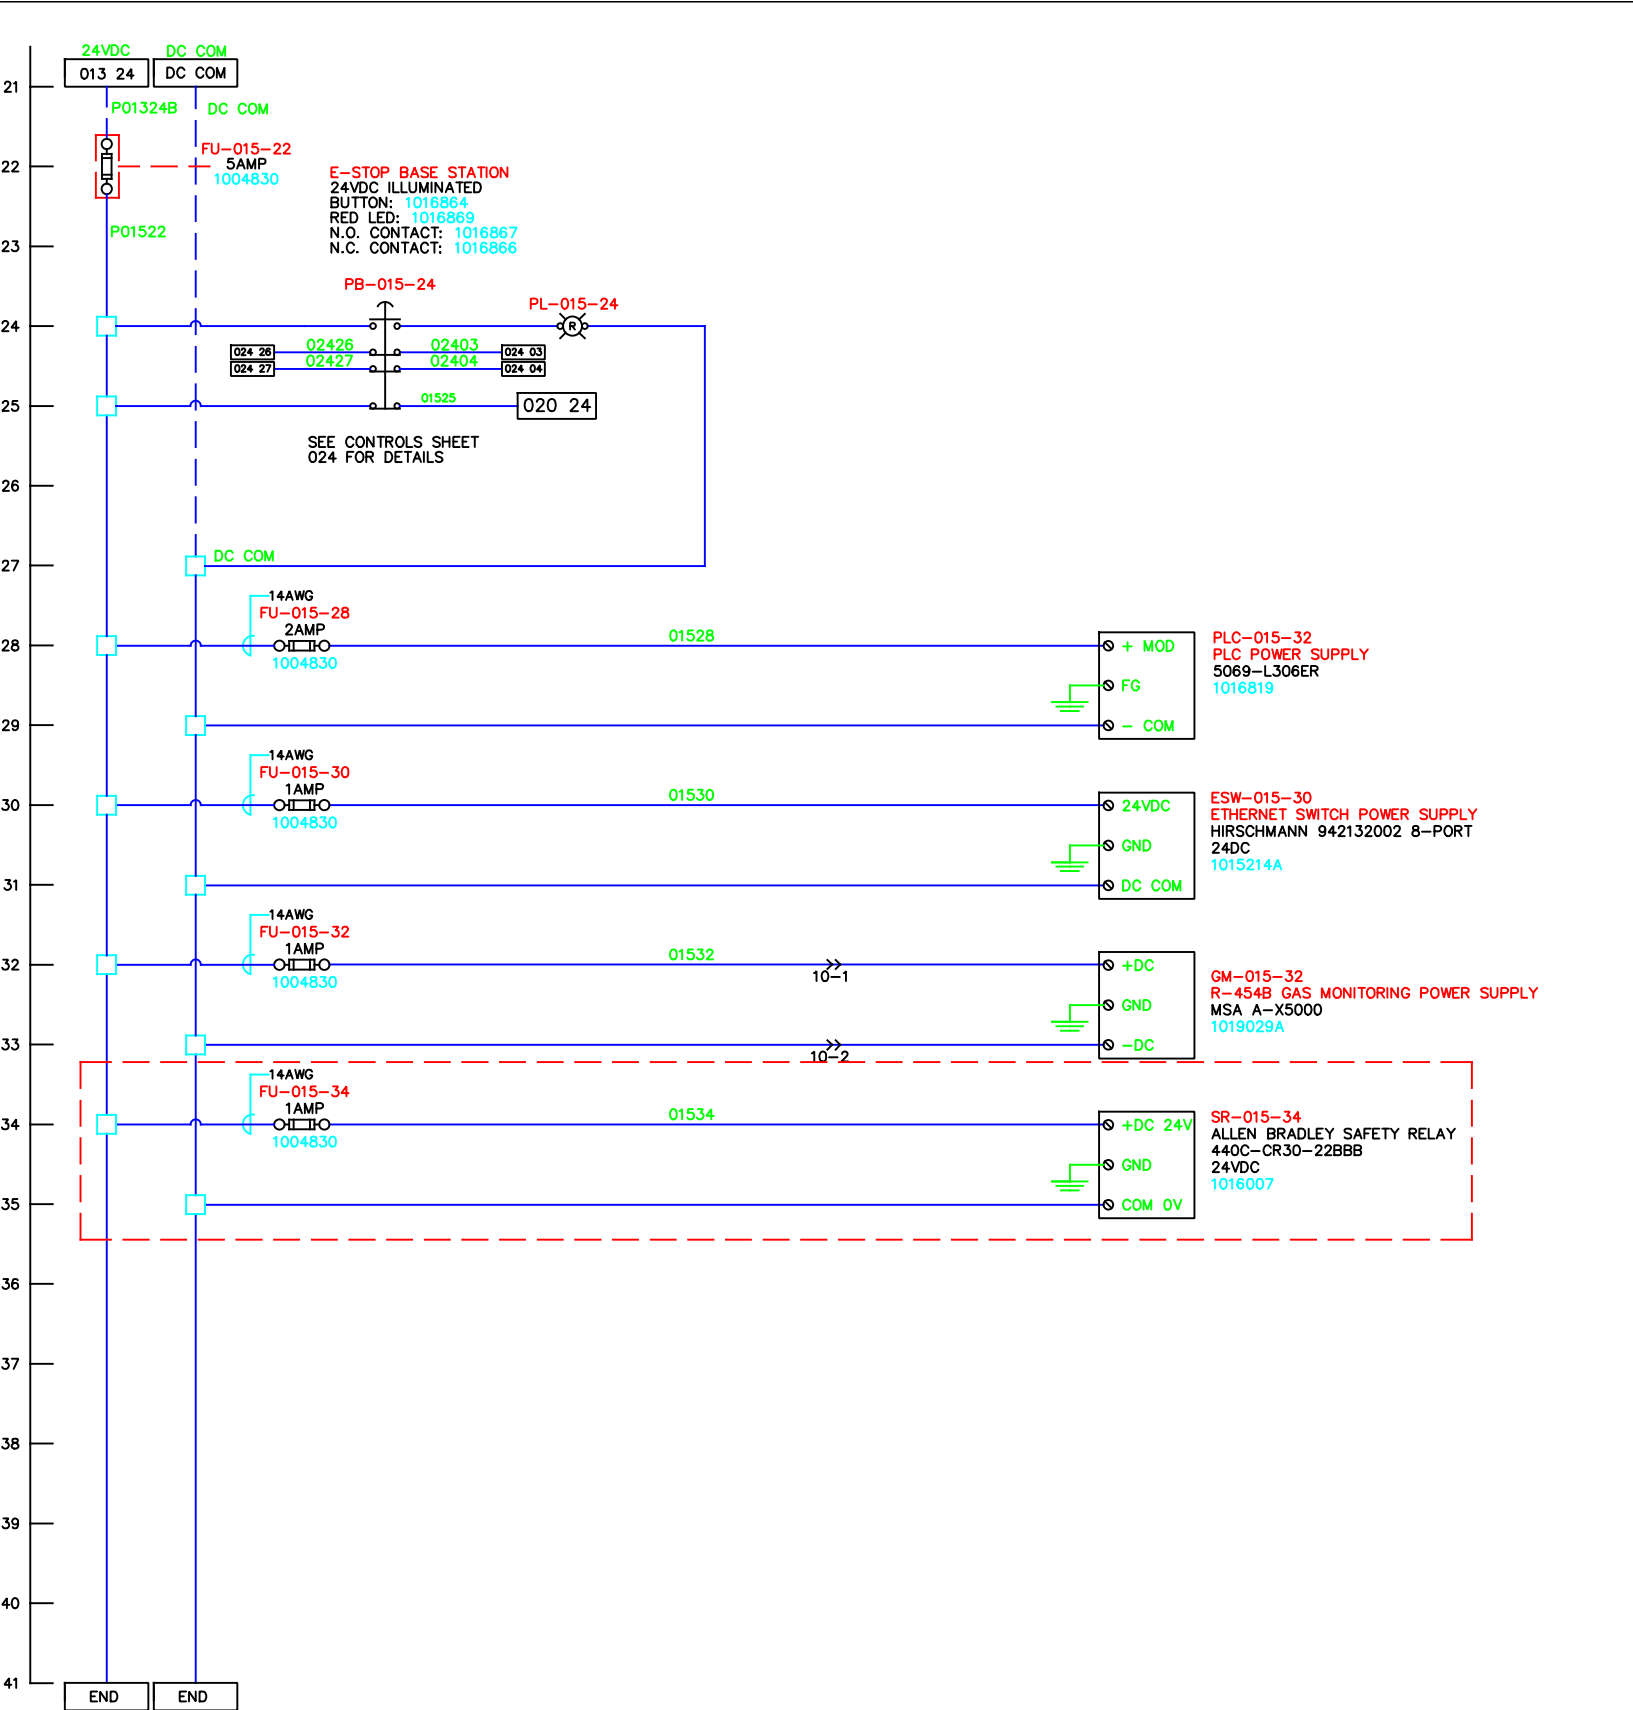 24VDC DC COM
013 24 DC COM
21
P01324B DC COM
FU-015-22
22 5AMP
1004830
E-STOP BASE STATION
24VDC ILLUMINATED
BUTTON: 1016864
RED LED: 1016869
N.O. CONTACT: 1016867
N.C. CONTACT: 1016866
P01522
23
PB-015-24
PL-015-24
24 R
024 26 02426 02403 024 03
024 27 02427 02404 024 04
25 01525 020 24
SEE CONTROLS SHEET
024 FOR DETAILS
26
DC COM
27
14AWG
FU-015-28
2AMP
28 01528 + MOD
1004830
FG
29 - COM
PLC-015-32
PLC POWER SUPPLY
5069-L306ER
1016819
14AWG
FU-015-30
1AMP
30 01530 24VDC
1004830
GND
31 DC COM
ESW-015-30
ETHERNET SWITCH POWER SUPPLY
HIRSCHMANN 942132002 8-PORT
24DC
1015214A
14AWG
FU-015-32
1AMP
32 01532 +DC
1004830 10-1
GND
33 -DC
10-2
GM-015-32
R-454B GAS MONITORING POWER SUPPLY
MSA A-X5000
1019029A
14AWG
FU-015-34
1AMP
34 01534 +DC 24V
1004830
GND
35 COM 0V
SR-015-34
ALLEN BRADLEY SAFETY RELAY
440C-CR30-22BBB
24VDC
1016007
36
37
38
39
40
41
END END